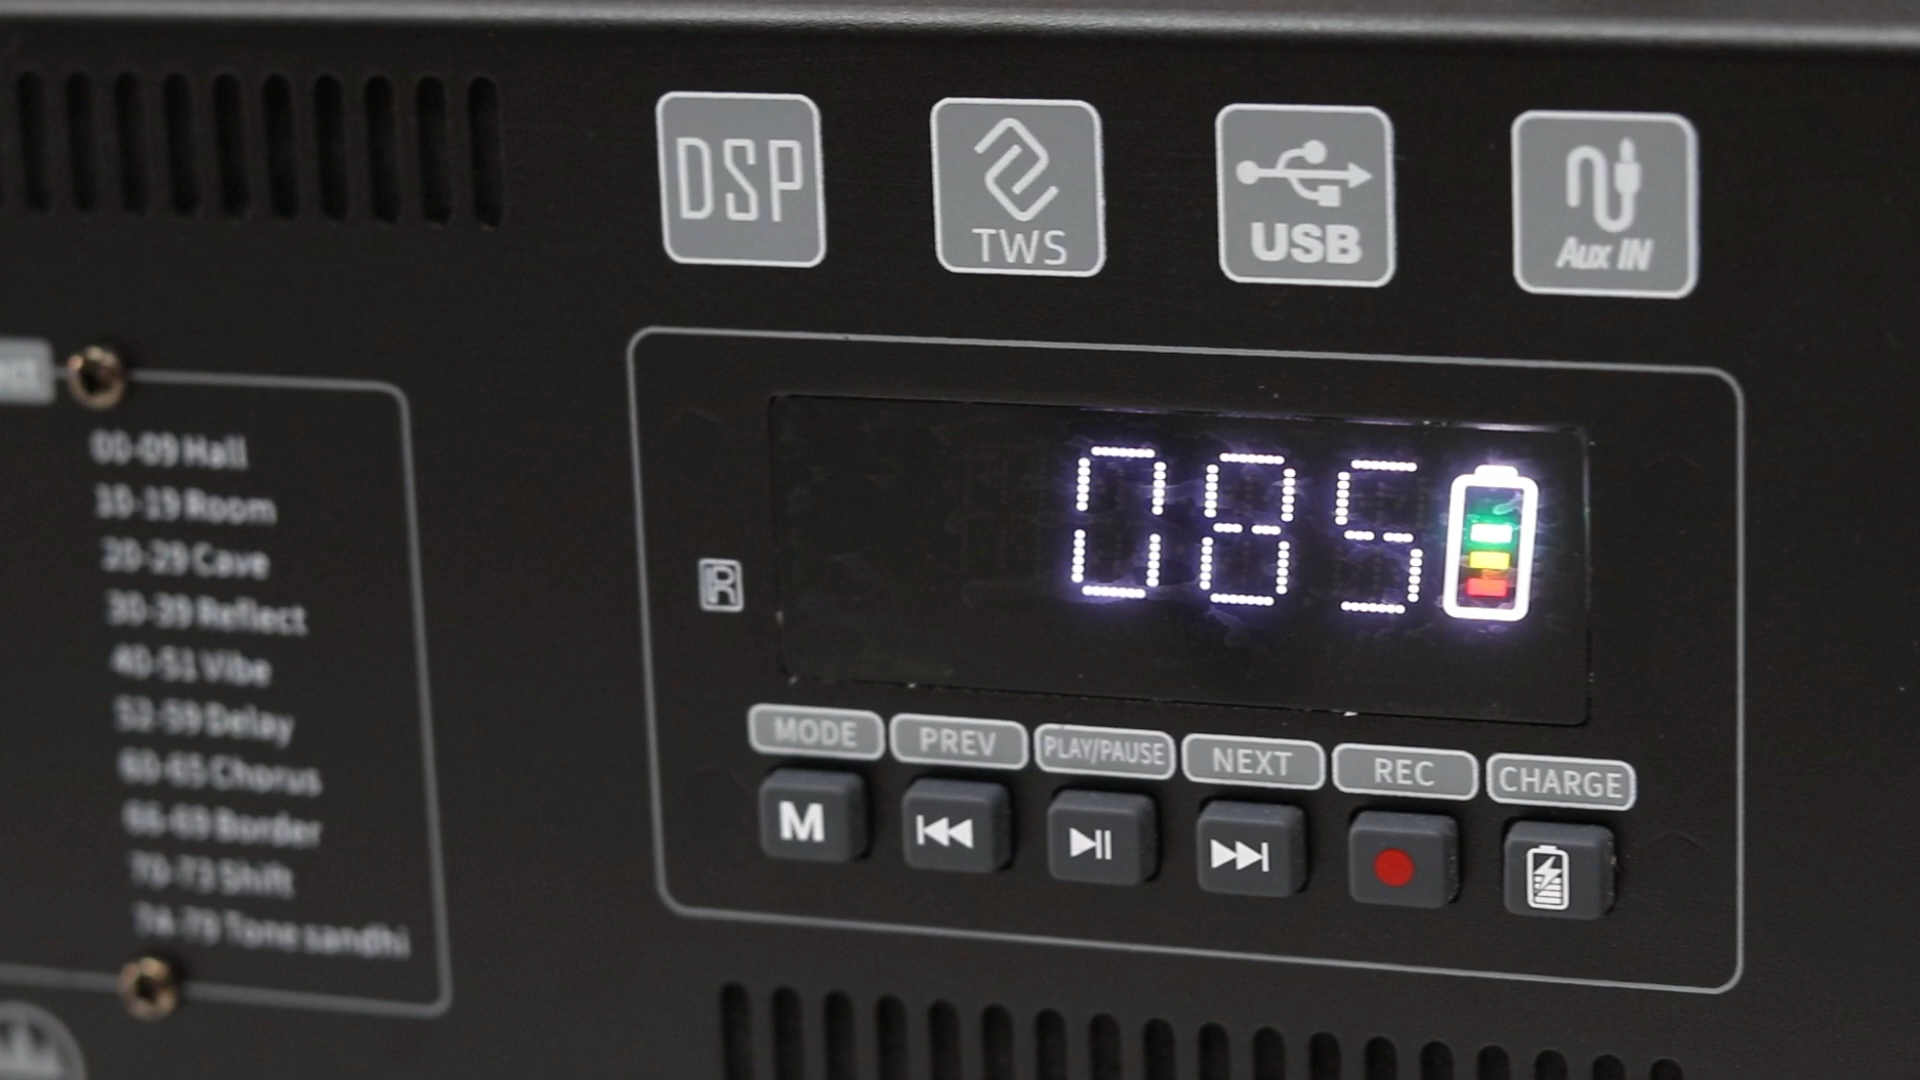 DSP
TWS
USB
Aux IN
00-09 Hall
10-19 Room
20-29 Cave
30-39 Reflect
40-51 Vibe
52-59 Delay
60-65 Chorus
66-69 Border
70-73 Shift
74-79 Tone sandhi
085
R
MODE
PREV
PLAY/PAUSE
NEXT
REC
CHARGE
M